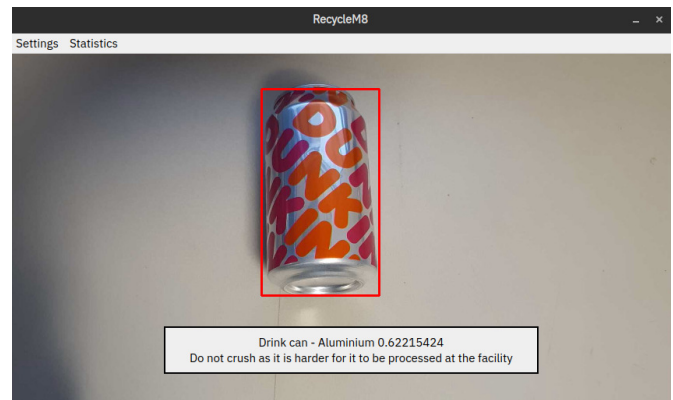 RecycleM8
Settings Statistics
DUNKIN
Drink can - Aluminium 0.62215424
Do not crush as it is harder for it to be processed at the facility